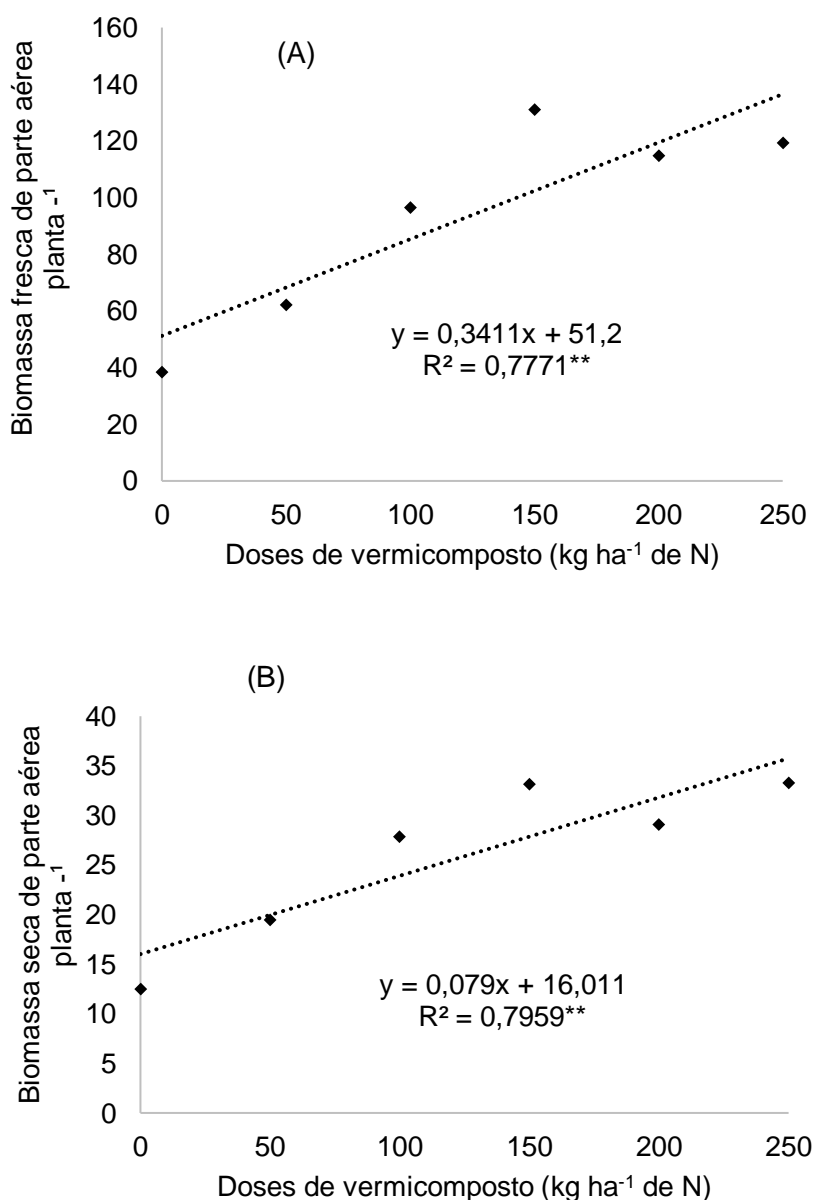 (A)
160
140
120
100
80
60
40
20
0
Biomassa fresca de parte aérea
planta -¹
y = 0,3411x + 51,2
R² = 0,7771**
0 50 100 150 200 250
Doses de vermicomposto (kg ha⁻¹ de N)
(B)
40
35
30
25
20
15
10
5
0
Biomassa seca de parte aérea
planta -¹
y = 0,079x + 16,011
R² = 0,7959**
0 50 100 150 200 250
Doses de vermicomposto (kg ha⁻¹ de N)